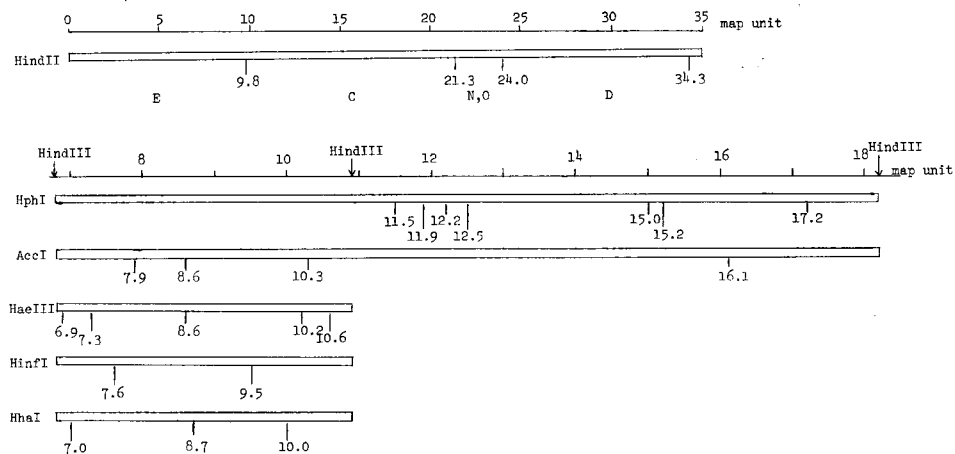 0 5 10 15 20 25 30 35 map unit
HindII
9.8 21.3 24.0 34.3
E C N,O D
HindIII HindIII HindIII
8 10 12 14 16 18 map unit
HphI
11.5 12.2 15.0 17.2
11.9 12.5 15.2
AccI
7.9 8.6 10.3 16.1
HaeIII
6.9 7.3 8.6 10.2 10.6
HinfI
7.6 9.5
HhaI
7.0 8.7 10.0